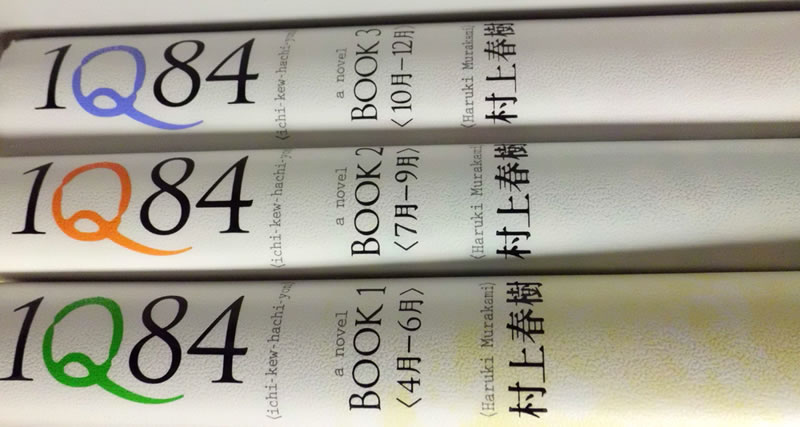 1Q84
(ichi-kew-hachi-yon)
a novel
BOOK 3
〈10月-12月〉
(Haruki Murakami)
村上春樹
1Q84
(ichi-kew-hachi-yon)
a novel
BOOK 2
〈7月-9月〉
(Haruki Murakami)
村上春樹
1Q84
(ichi-kew-hachi-yon)
a novel
BOOK 1
〈4月-6月〉
(Haruki Murakami)
村上春樹